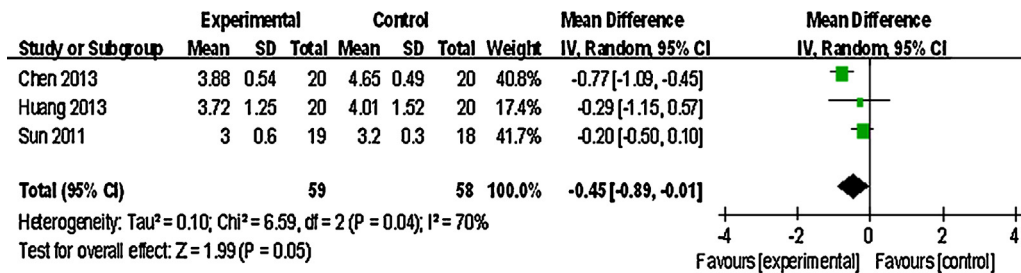 Experimental Control Mean Difference Mean Difference
Study or Subgroup Mean SD Total Mean SD Total Weight IV, Random, 95% CI IV, Random, 95% CI
Chen 2013 3.88 0.54 20 4.65 0.49 20 40.8% -0.77 [-1.09, -0.45]
Huang 2013 3.72 1.25 20 4.01 1.52 20 17.4% -0.29 [-1.15, 0.57]
Sun 2011 3 0.6 19 3.2 0.3 18 41.7% -0.20 [-0.50, 0.10]
Total (95% CI) 59 58 100.0% -0.45 [-0.89, -0.01]
Heterogeneity: Tau² = 0.10; Chi² = 6.59, df = 2 (P = 0.04); I² = 70%
Test for overall effect: Z = 1.99 (P = 0.05)
-4 -2 0 2 4
Favours [experimental] Favours [control]